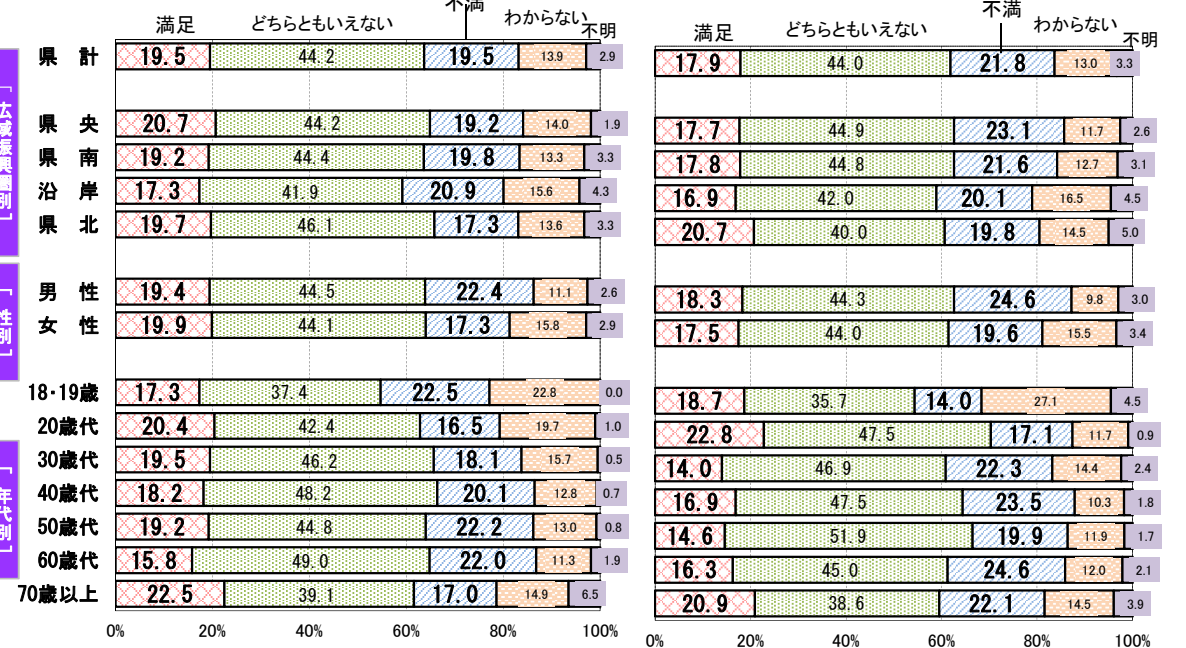 満足 どちらともいえない 不満 わからない 不明
満足 どちらともいえない 不満 わからない 不明
[広域振興圏別]
県 計 19.5 44.2 19.5 13.9 2.9 17.9 44.0 21.8 13.0 3.3
県 央 20.7 44.2 19.2 14.0 1.9 17.7 44.9 23.1 11.7 2.6
県 南 19.2 44.4 19.8 13.3 3.3 17.8 44.8 21.6 12.7 3.1
沿 岸 17.3 41.9 20.9 15.6 4.3 16.9 42.0 20.1 16.5 4.5
県 北 19.7 46.1 17.3 13.6 3.3 20.7 40.0 19.8 14.5 5.0
[性別]
男 性 19.4 44.5 22.4 11.1 2.6 18.3 44.3 24.6 9.8 3.0
女 性 19.9 44.1 17.3 15.8 2.9 17.5 44.0 19.6 15.5 3.4
[年代別]
18・19歳 17.3 37.4 22.5 22.8 0.0 18.7 35.7 14.0 27.1 4.5
20歳代 20.4 42.4 16.5 19.7 1.0 22.8 47.5 17.1 11.7 0.9
30歳代 19.5 46.2 18.1 15.7 0.5 14.0 46.9 22.3 14.4 2.4
40歳代 18.2 48.2 20.1 12.8 0.7 16.9 47.5 23.5 10.3 1.8
50歳代 19.2 44.8 22.2 13.0 0.8 14.6 51.9 19.9 11.9 1.7
60歳代 15.8 49.0 22.0 11.3 1.9 16.3 45.0 24.6 12.0 2.1
70歳以上 22.5 39.1 17.0 14.9 6.5 20.9 38.6 22.1 14.5 3.9
0% 20% 40% 60% 80% 100%
0% 20% 40% 60% 80% 100%